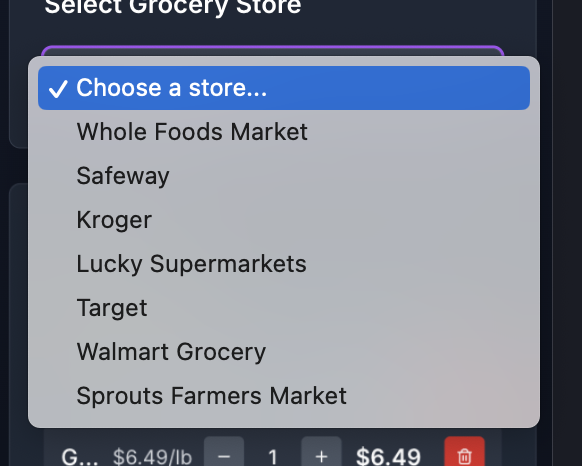 Select Grocery Store
✓ Choose a store...
Whole Foods Market
Safeway
Kroger
Lucky Supermarkets
Target
Walmart Grocery
Sprouts Farmers Market
G... $6.49/lb − 1 + $6.49